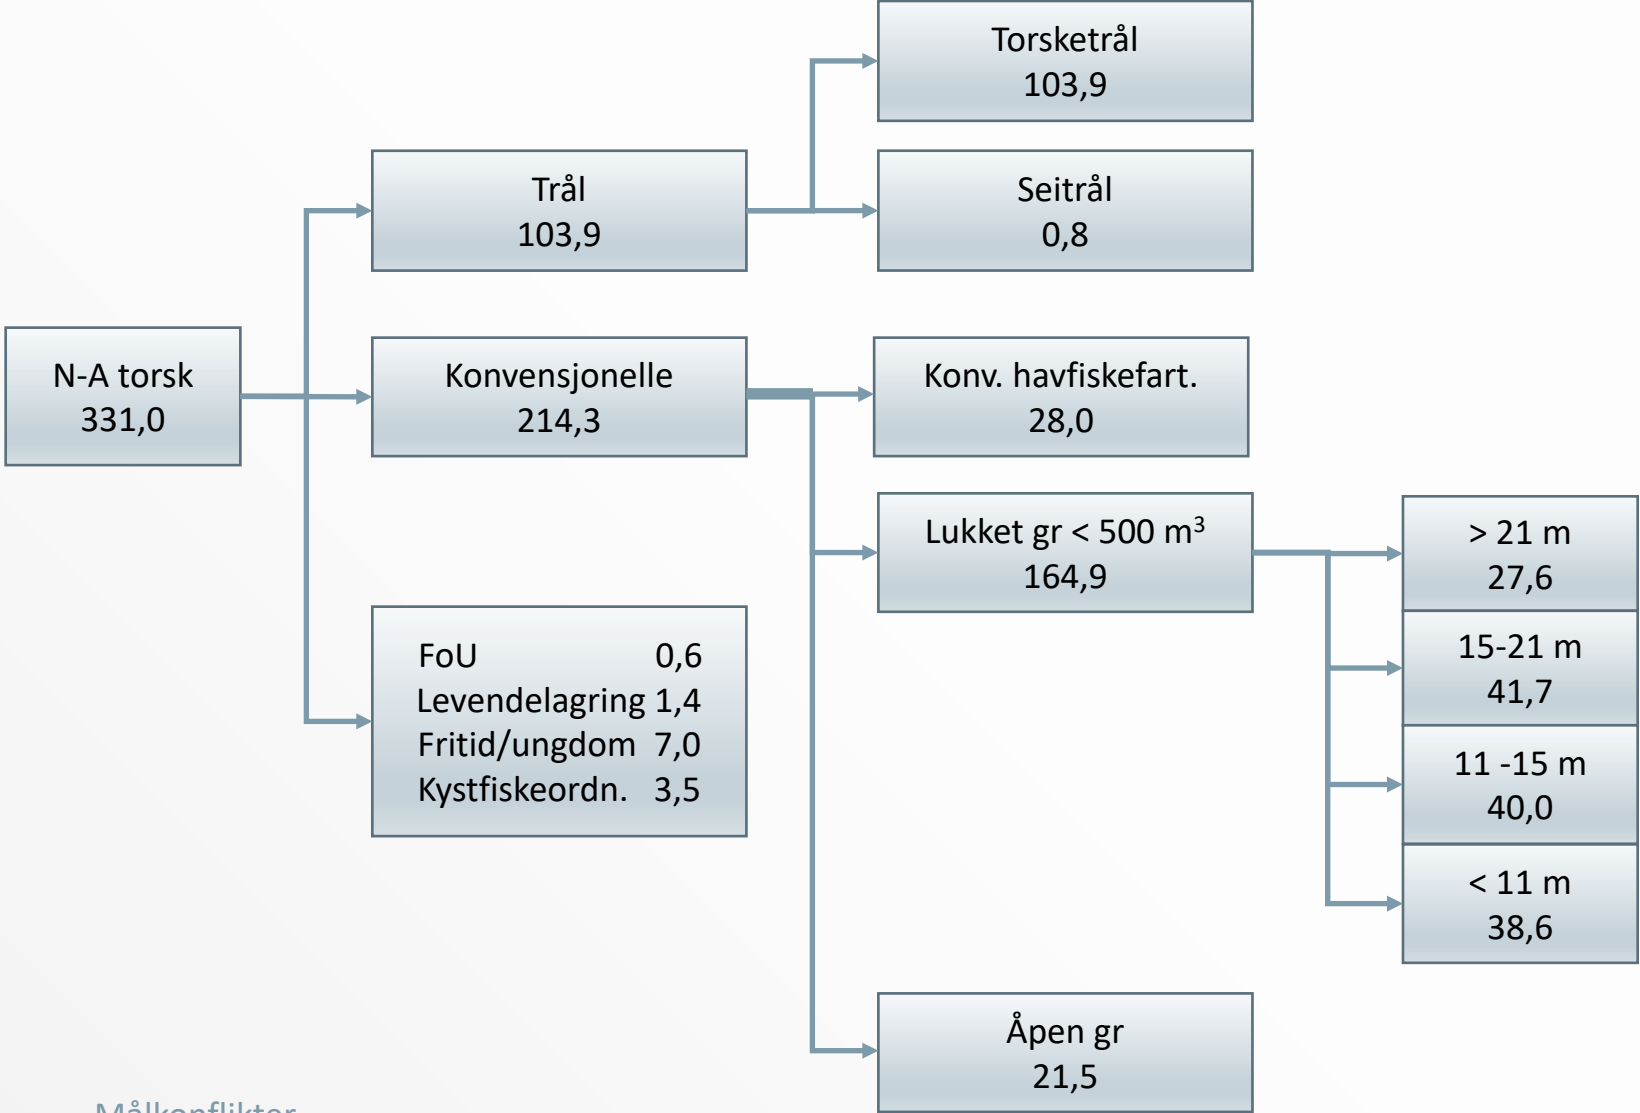 N-A torsk
331,0
Trål
103,9
Torsketrål
103,9
Seitrål
0,8
Konvensjonelle
214,3
Konv. havfiskefart.
28,0
Lukket gr < 500 m³
164,9
> 21 m
27,6
15-21 m
41,7
11 -15 m
40,0
< 11 m
38,6
Åpen gr
21,5
FoU 0,6
Levendelagring 1,4
Fritid/ungdom 7,0
Kystfiskeordn. 3,5
Målkonflikter